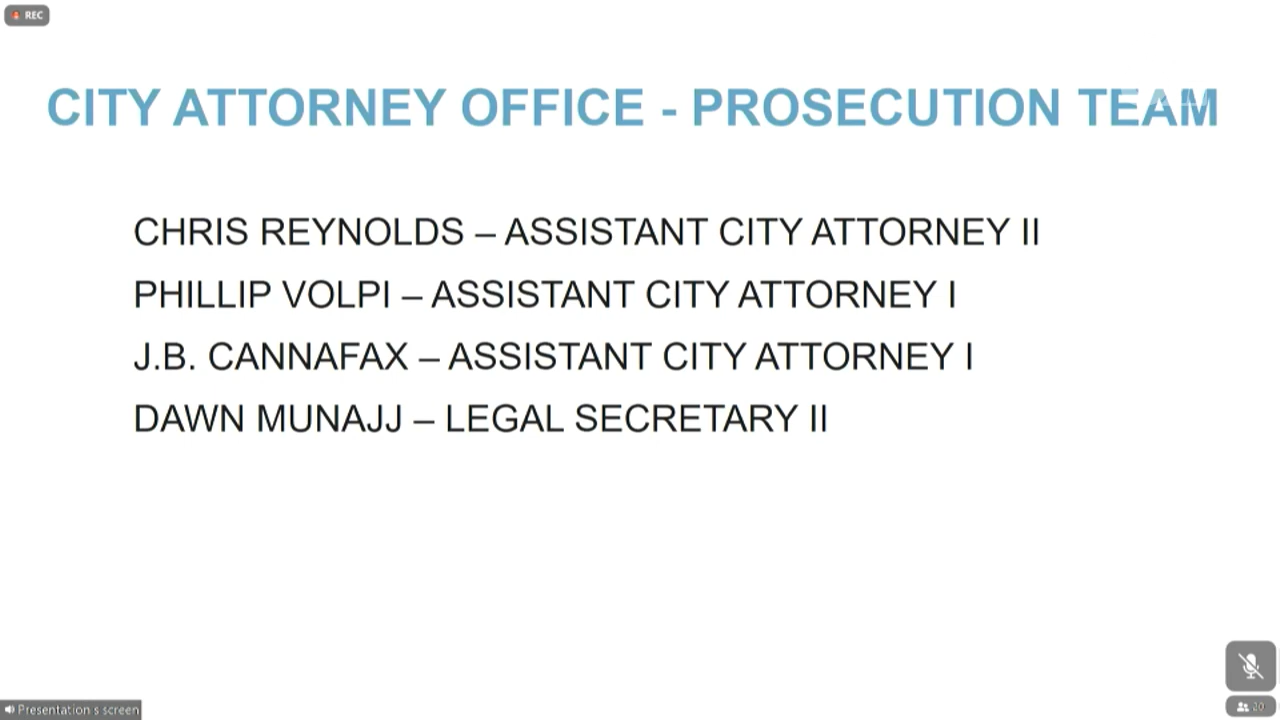 REC
CITY ATTORNEY OFFICE - PROSECUTION TEAM
CHRIS REYNOLDS – ASSISTANT CITY ATTORNEY II
PHILLIP VOLPI – ASSISTANT CITY ATTORNEY I
J.B. CANNAFAX – ASSISTANT CITY ATTORNEY I
DAWN MUNAJJ – LEGAL SECRETARY II
Presentation s screen
20